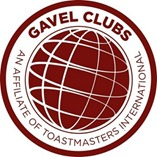 GAVEL CLUBS
AN AFFILIATE OF TOASTMASTERS INTERNATIONAL